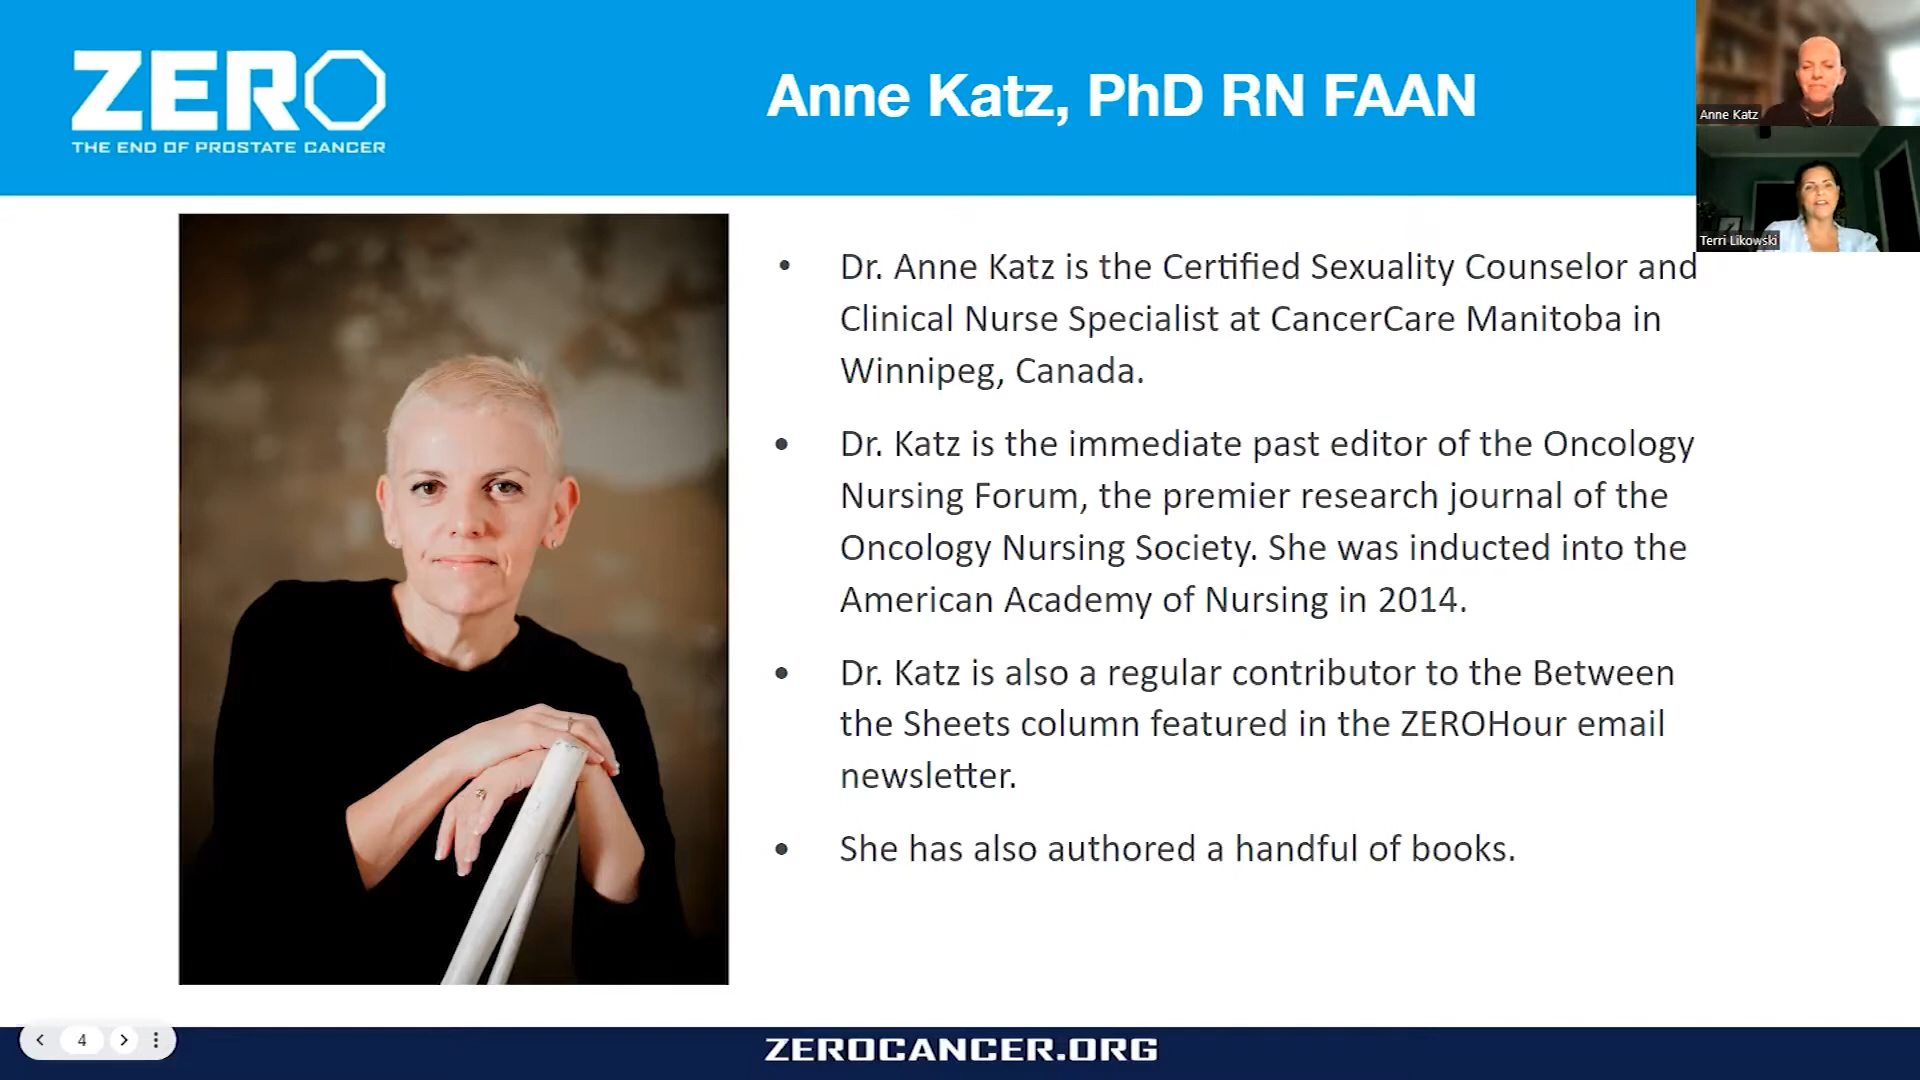 ZERO
THE END OF PROSTATE CANCER
Anne Katz, PhD RN FAAN
Anne Katz
Terri Likowski
• Dr. Anne Katz is the Certified Sexuality Counselor and
Clinical Nurse Specialist at CancerCare Manitoba in
Winnipeg, Canada.
• Dr. Katz is the immediate past editor of the Oncology
Nursing Forum, the premier research journal of the
Oncology Nursing Society. She was inducted into the
American Academy of Nursing in 2014.
• Dr. Katz is also a regular contributor to the Between
the Sheets column featured in the ZEROHour email
newsletter.
• She has also authored a handful of books.
4
ZEROCANCER.ORG